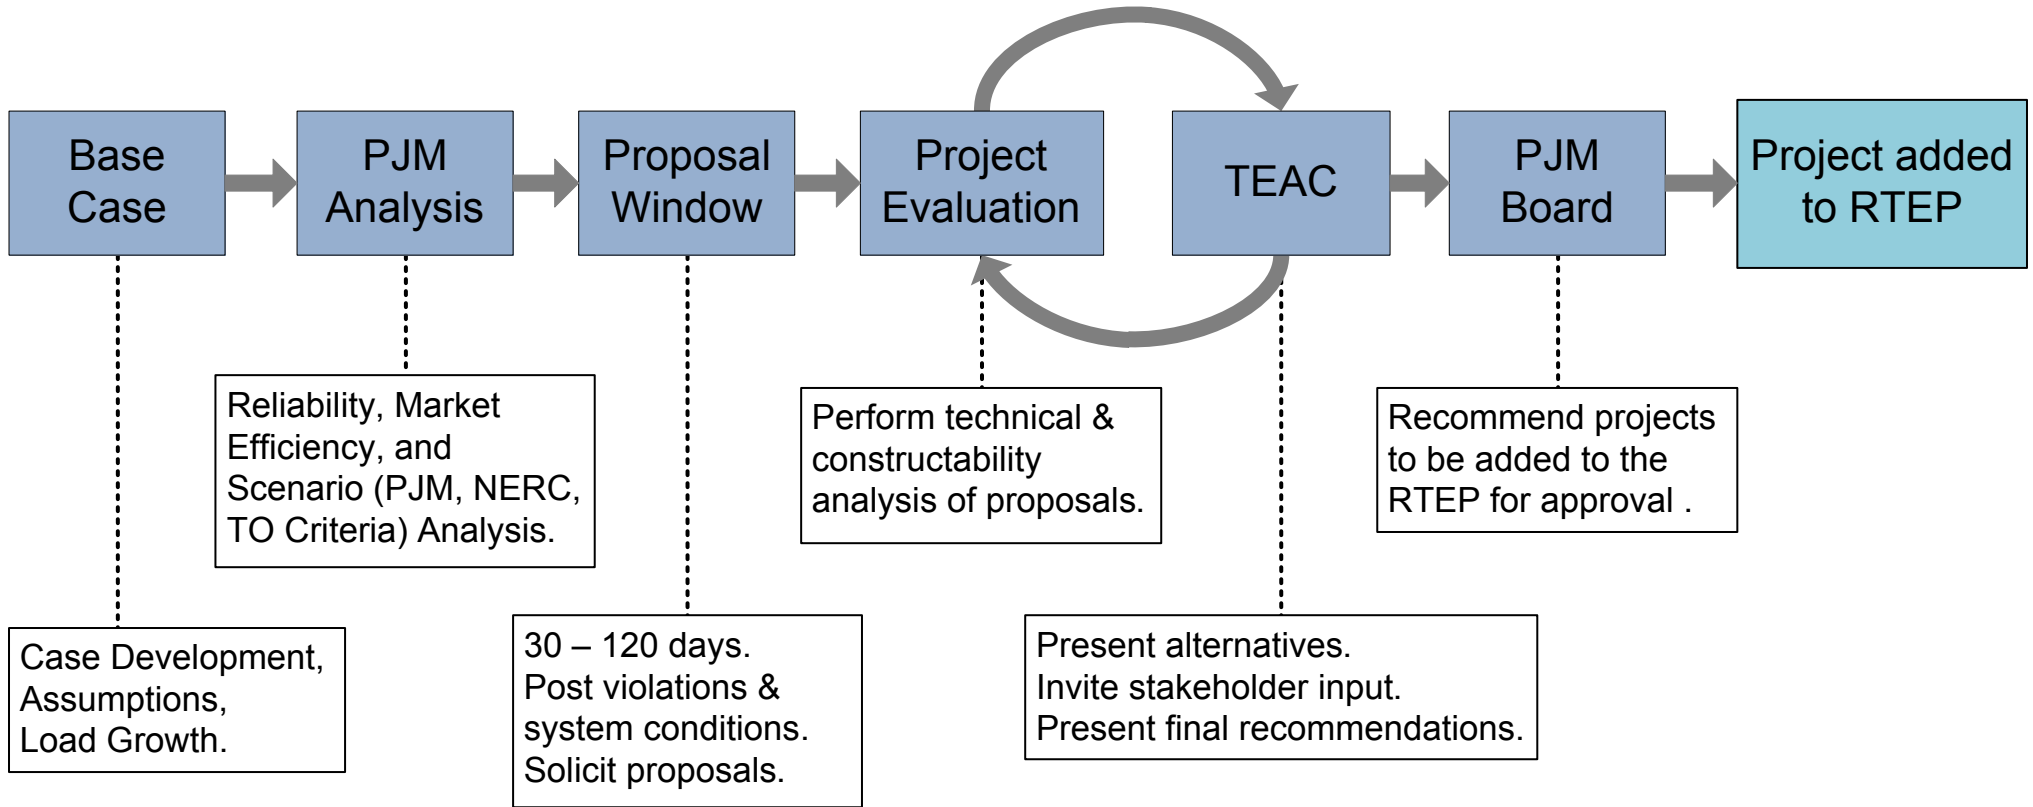 Base
Case
PJM
Analysis
Proposal
Window
Project
Evaluation
TEAC
PJM
Board
Project added
to RTEP
Reliability, Market
Efficiency, and
Scenario (PJM, NERC,
TO Criteria) Analysis.
Perform technical &
constructability
analysis of proposals.
Recommend projects
to be added to the
RTEP for approval .
Case Development,
Assumptions,
Load Growth.
30 – 120 days.
Post violations &
system conditions.
Solicit proposals.
Present alternatives.
Invite stakeholder input.
Present final recommendations.